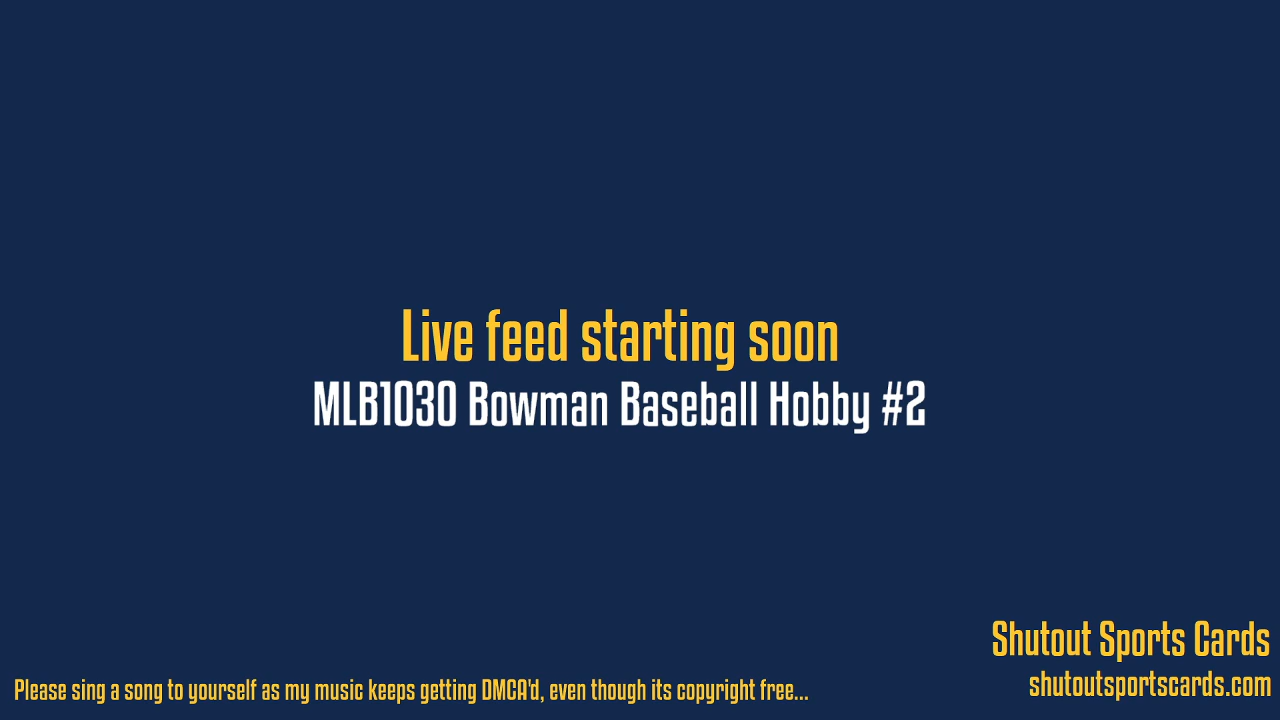 Live feed starting soon
MLB1030 Bowman Baseball Hobby #2
Shutout Sports Cards
shutoutsportscards.com
Please sing a song to yourself as my music keeps getting DMCA'd, even though its copyright free...